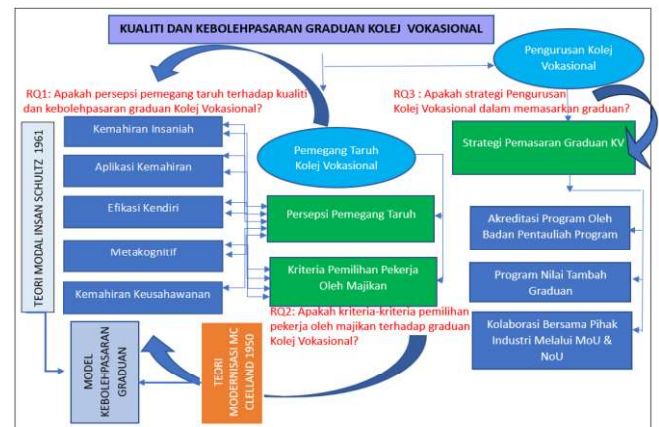 KUALITI DAN KEBOLEHPASARAN GRADUAN KOLEJ VOKASIONAL
Pengurusan Kolej
Vokasional
RQ1: Apakah persepsi pemegang taruh terhadap kualiti
dan kebolehpasaran graduan Kolej Vokasional?
RQ3 : Apakah strategi Pengurusan
Kolej Vokasional dalam memasarkan graduan?
TEORI MODAL INSAN SCHULTZ 1961
Kemahiran Insaniah
Aplikasi Kemahiran
Efikasi Kendiri
Metakognitif
Kemahiran Keusahawanan
Pemegang Taruh
Kolej Vokasional
Persepsi Pemegang Taruh
Kriteria Pemilihan Pekerja
Oleh Majikan
RQ2: Apakah kriteria-kriteria pemilihan
pekerja oleh majikan terhadap graduan
Kolej Vokasional?
Strategi Pemasaran Graduan KV
Akreditasi Program Oleh
Badan Pentauliah Program
Program Nilai Tambah
Graduan
Kolaborasi Bersama Pihak
Industri Melalui MoU &
NoU
MODEL
KEBOLEHPASARAN
GRADUAN
TEORI
MODERNISASI MC
CLELLAND 1950